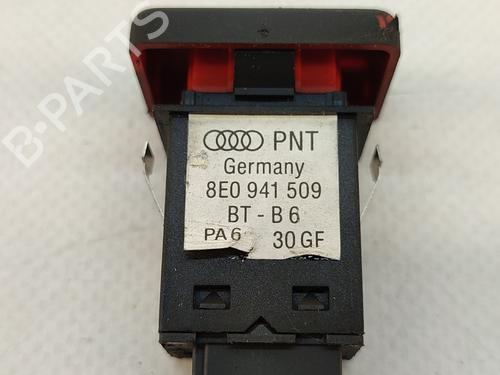 PNT
Germany
8E0 941 509
BT - B 6
PA 6 30 GF
B-PARTS